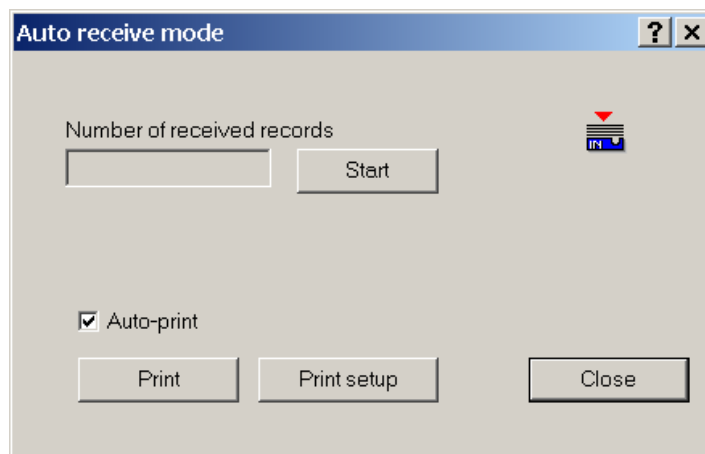 Auto receive mode
?
Number of received records
IN
Start
Auto-print
Print
Print setup
Close